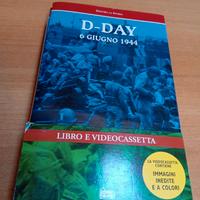 D-DAY
6 GIUGNO 1944
LIBRO E VIDEOCASSETTA
LA VIDEOCASSETTA
CONTIENE
IMMAGINI
INEDITE
E A COLORI